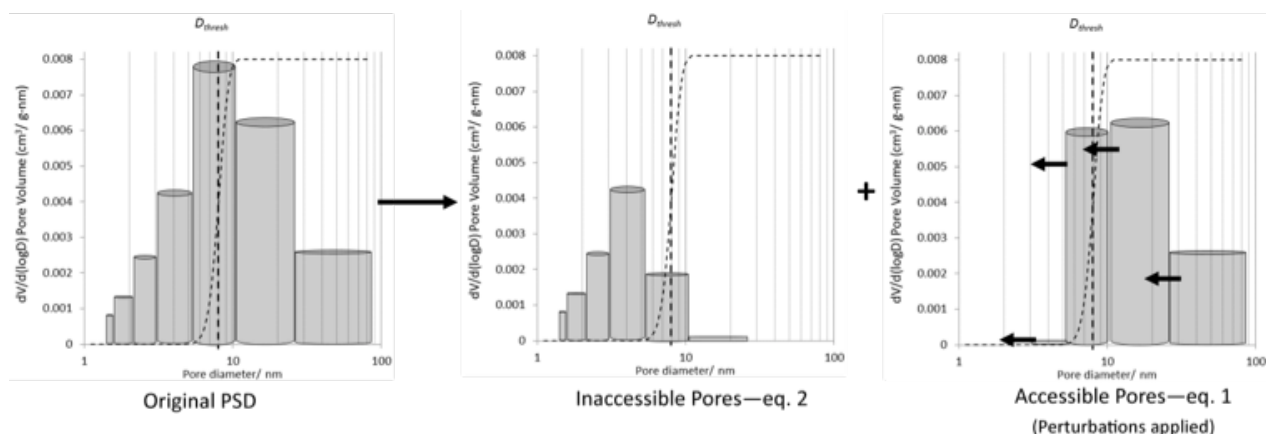 D_thresh
dV/d(logD) Pore Volume (cm³/ g-nm)
0.008
0.007
0.006
0.005
0.004
0.003
0.002
0.001
0
1
10
100
Pore diameter/ nm
Original PSD
D_thresh
dV/d(logD) Pore Volume (cm³/ g-nm)
0.008
0.007
0.006
0.005
0.004
0.003
0.002
0.001
0
1
10
100
Pore diameter/ nm
Inaccessible Pores—eq. 2
+
D_thresh
dV/d(logD) Pore Volume (cm³/ g-nm)
0.008
0.007
0.006
0.005
0.004
0.003
0.002
0.001
0
1
10
100
Pore diameter/ nm
Accessible Pores—eq. 1
(Perturbations applied)